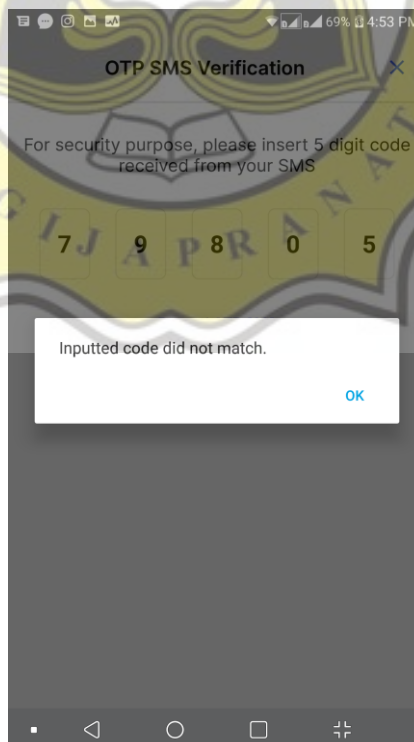 69% 4:53 PM
OTP SMS Verification
For security purpose, please insert 5 digit code
received from your SMS
7 9 8 0 5
GIJAPRANAT
Inputted code did not match.
OK